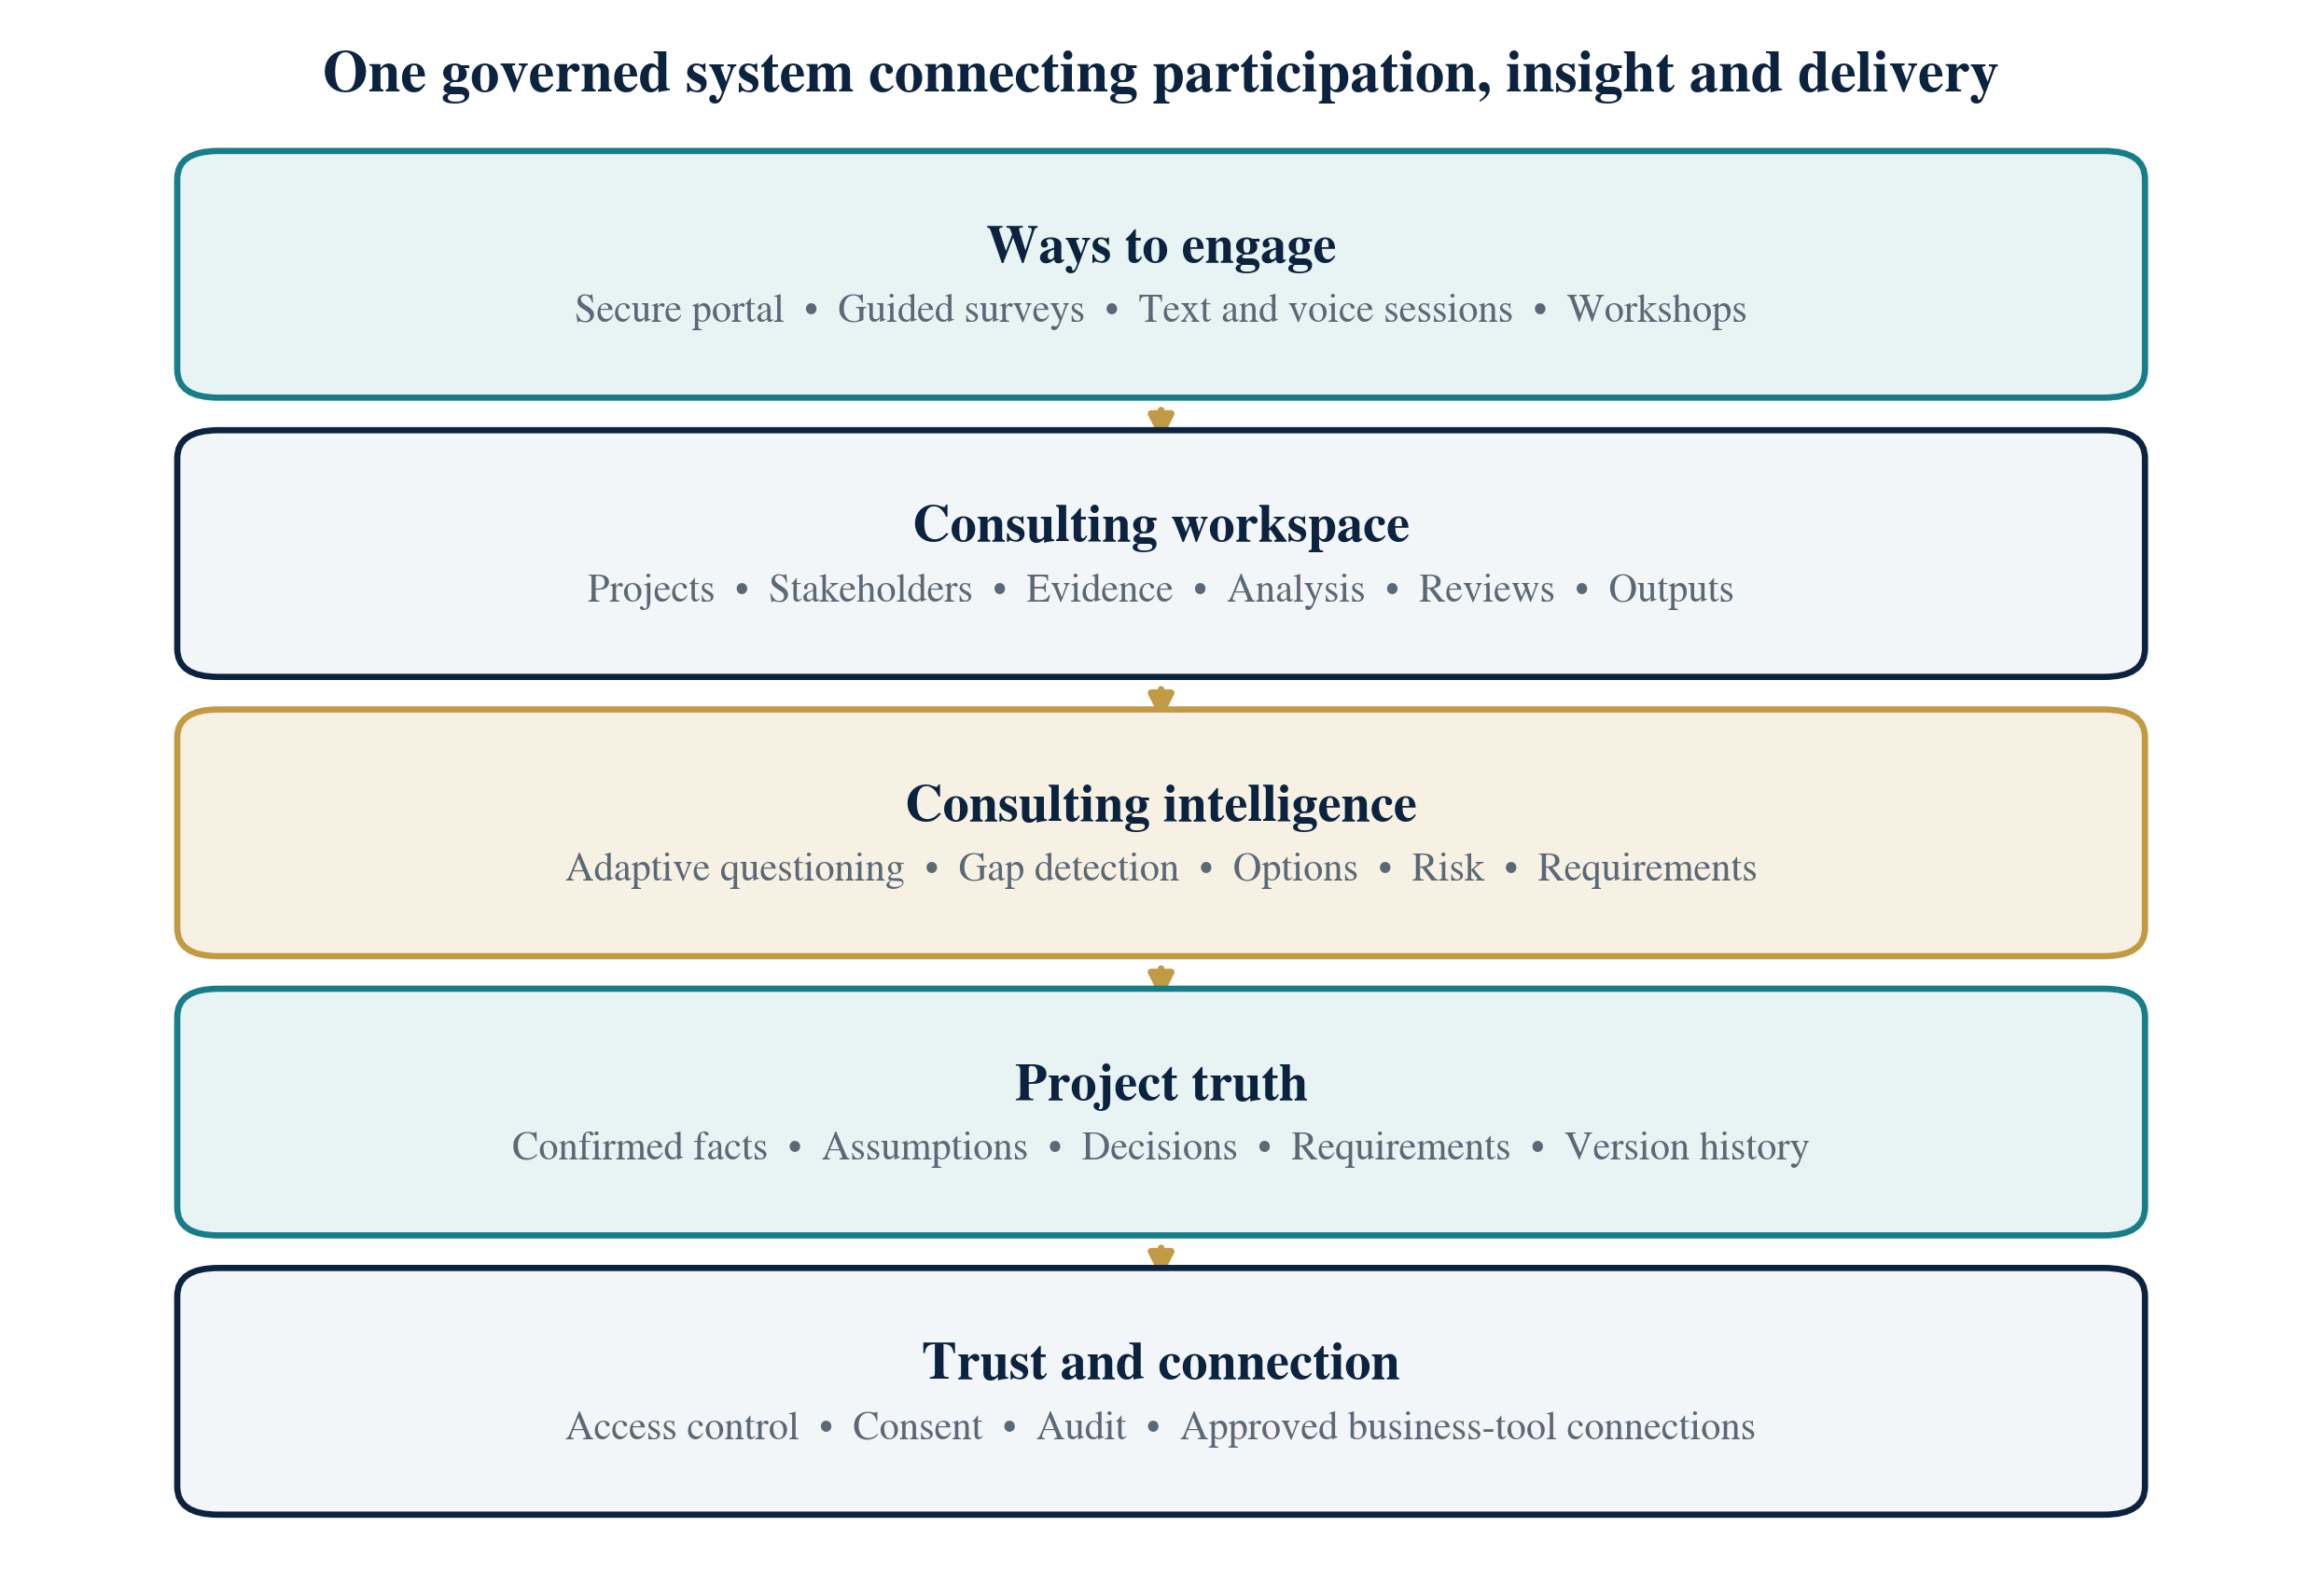 One governed system connecting participation, insight and delivery
Ways to engage
Secure portal • Guided surveys • Text and voice sessions • Workshops
Consulting workspace
Projects • Stakeholders • Evidence • Analysis • Reviews • Outputs
Consulting intelligence
Adaptive questioning • Gap detection • Options • Risk • Requirements
Project truth
Confirmed facts • Assumptions • Decisions • Requirements • Version history
Trust and connection
Access control • Consent • Audit • Approved business-tool connections